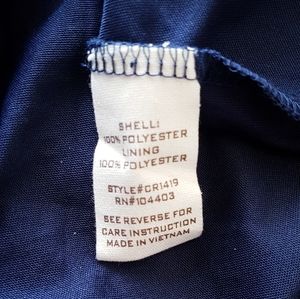 SHELL:
100% POLYESTER
LINING
100% POLYESTER
STYLE#CR1419
RN#104403
SEE REVERSE FOR
CARE INSTRUCTION
MADE IN VIETNAM